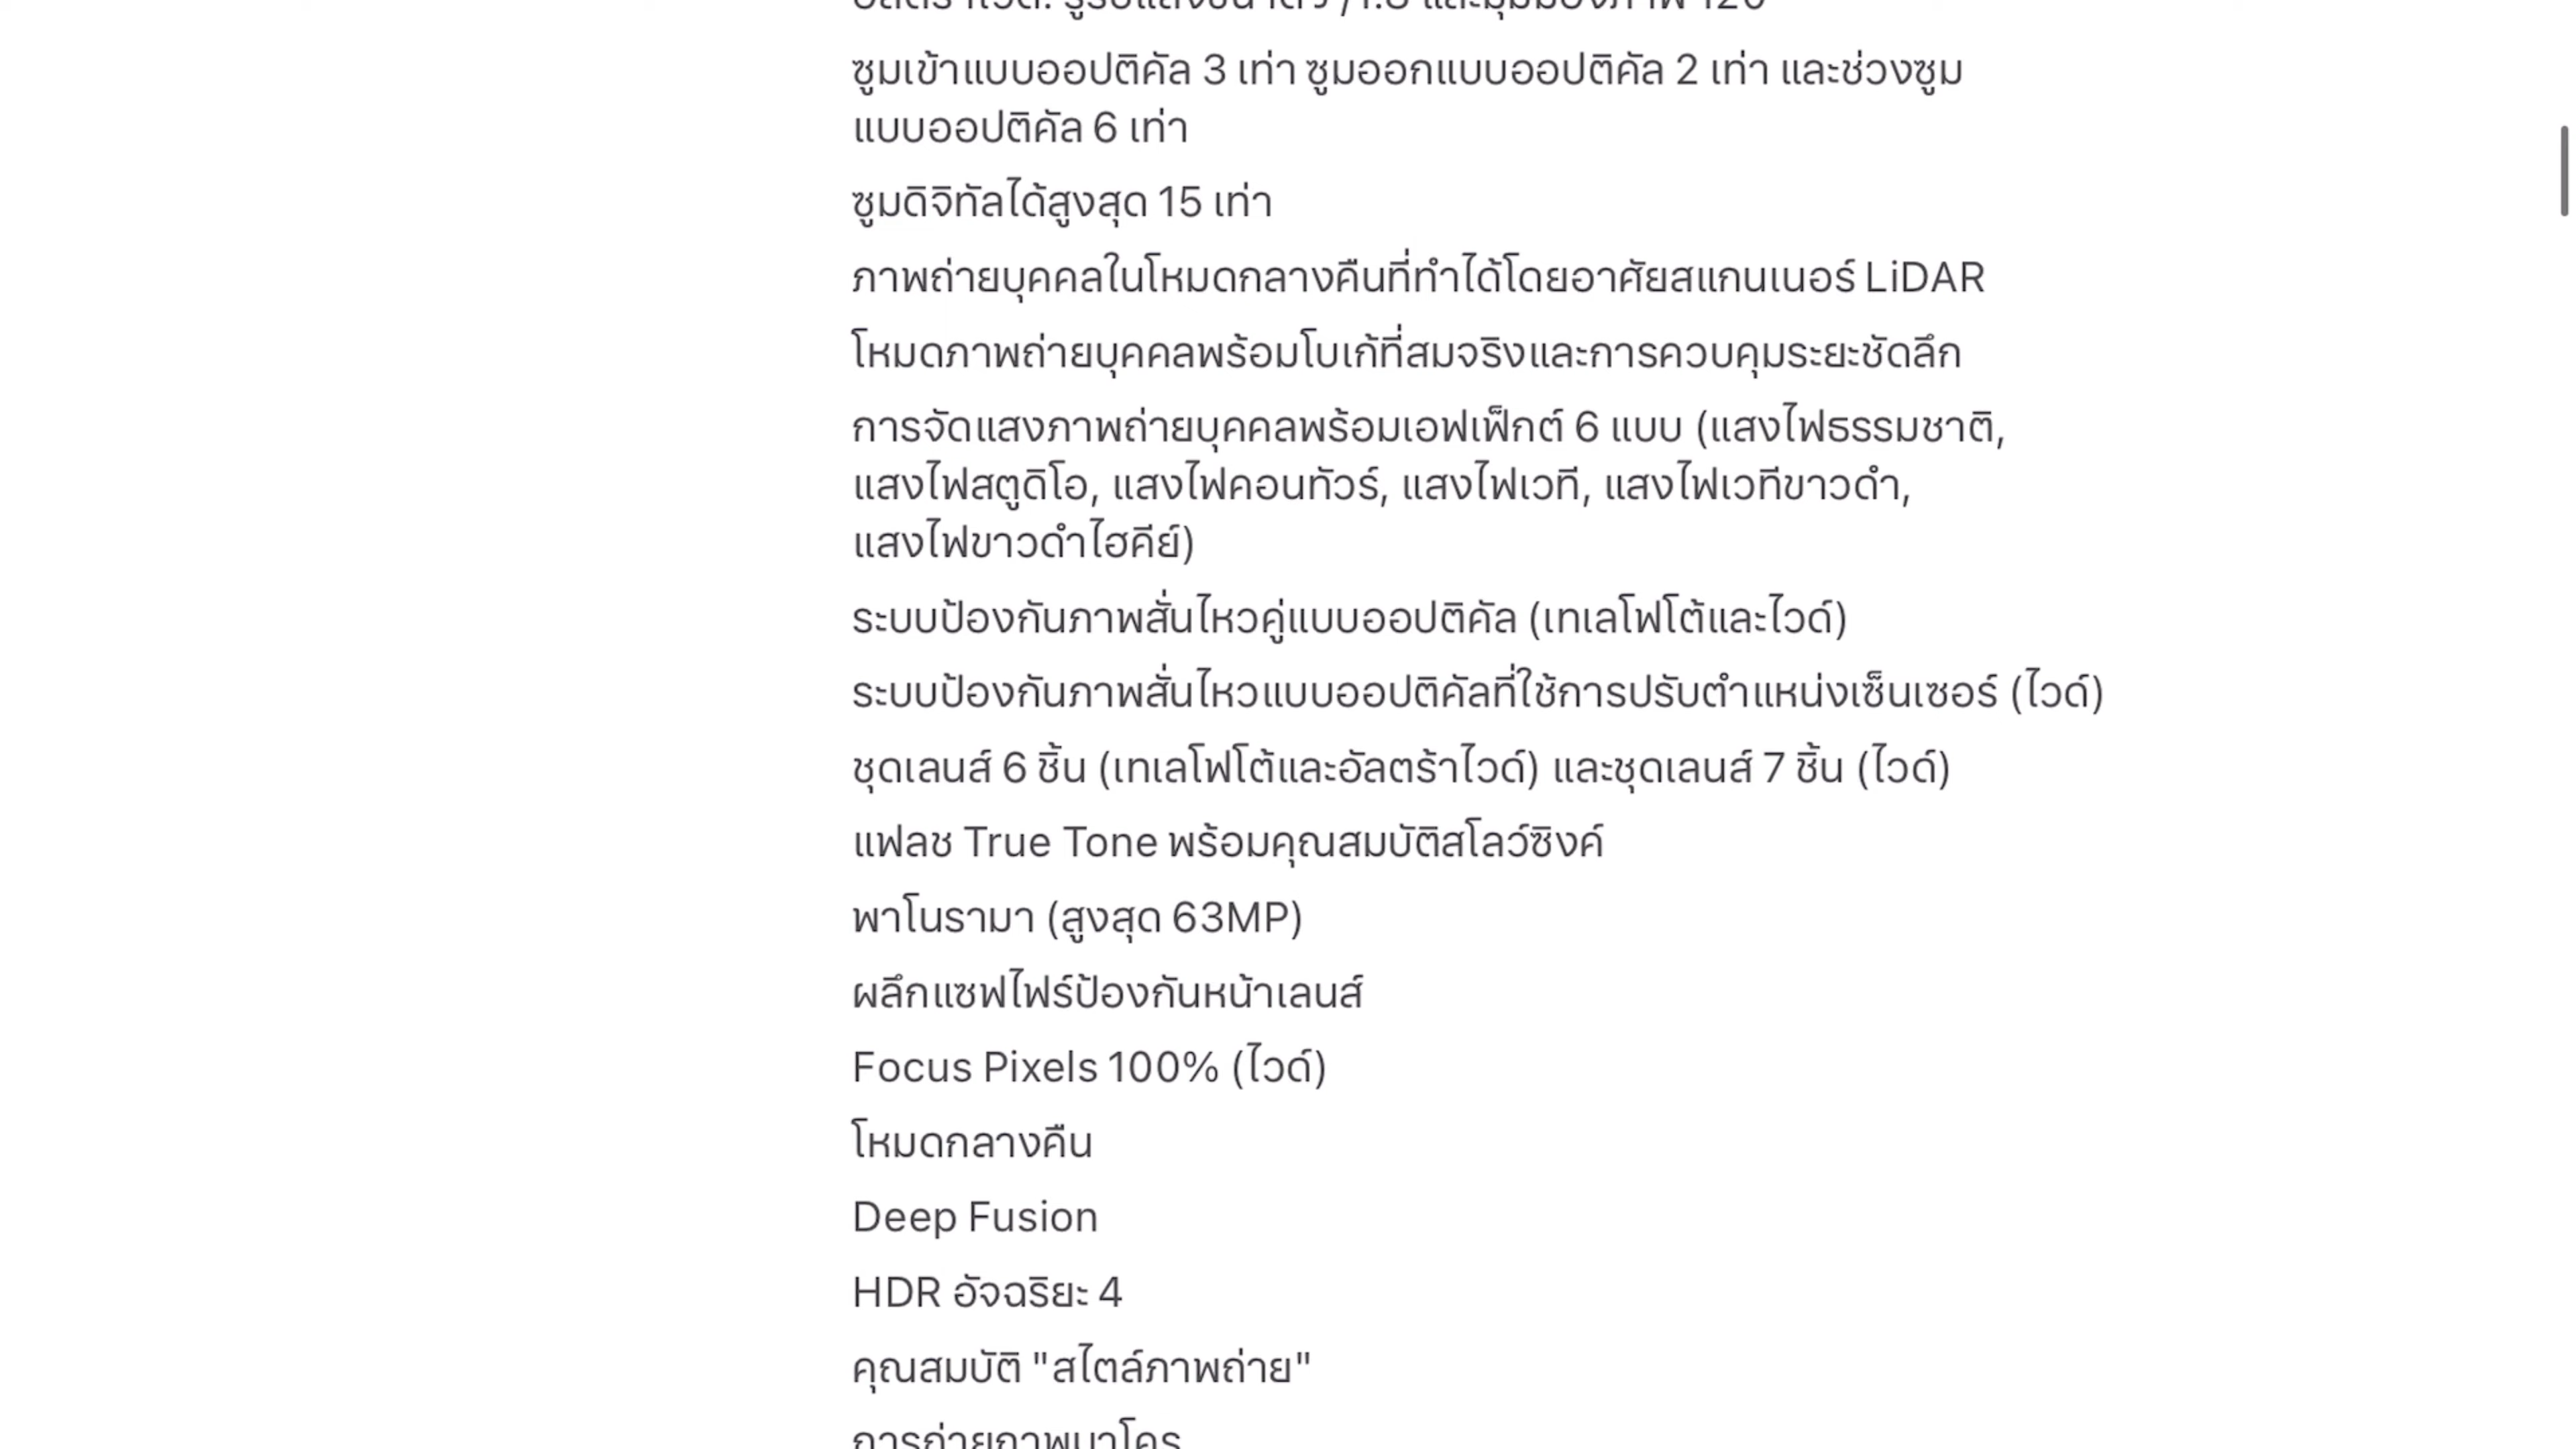 ซูมเข้าแบบออปติคัล 3 เท่า ซูมออกแบบออปติคัล 2 เท่า และช่วงซูม
แบบออปติคัล 6 เท่า
ซูมดิจิทัลได้สูงสุด 15 เท่า
ภาพถ่ายบุคคลในโหมดกลางคืนที่ทำได้โดยอาศัยสแกนเนอร์ LiDAR
โหมดภาพถ่ายบุคคลพร้อมโบเก้ที่สมจริงและการควบคุมระยะชัดลึก
การจัดแสงภาพถ่ายบุคคลพร้อมเอฟเฟ็กต์ 6 แบบ (แสงไฟธรรมชาติ,
แสงไฟสตูดิโอ, แสงไฟคอนทัวร์, แสงไฟเวที, แสงไฟเวทีขาวดำ,
แสงไฟขาวดำไฮคีย์)
ระบบป้องกันภาพสั่นไหวคู่แบบออปติคัล (เทเลโฟโต้และไวด์)
ระบบป้องกันภาพสั่นไหวแบบออปติคัลที่ใช้การปรับตำแหน่งเซ็นเซอร์ (ไวด์)
ชุดเลนส์ 6 ชิ้น (เทเลโฟโต้และอัลตร้าไวด์) และชุดเลนส์ 7 ชิ้น (ไวด์)
แฟลช True Tone พร้อมคุณสมบัติสโลว์ซิงค์
พาโนรามา (สูงสุด 63MP)
ผลึกแซฟไฟร์ป้องกันหน้าเลนส์
Focus Pixels 100% (ไวด์)
โหมดกลางคืน
Deep Fusion
HDR อัจฉริยะ 4
คุณสมบัติ "สไตล์ภาพถ่าย"
การถ่ายภาพมาโคร